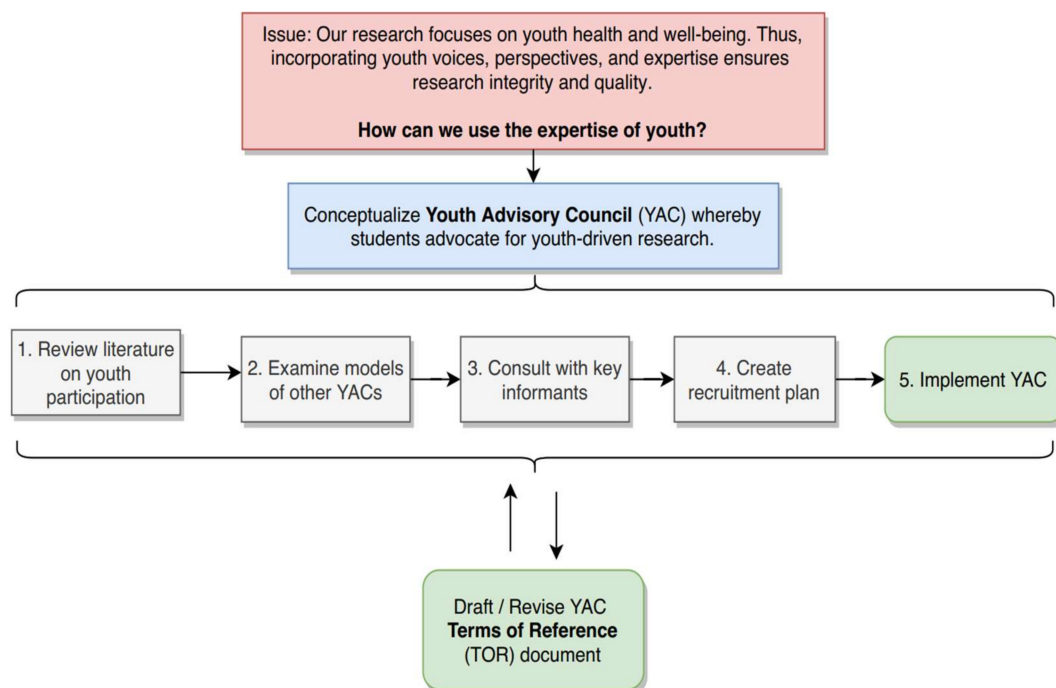 Issue: Our research focuses on youth health and well-being. Thus,
incorporating youth voices, perspectives, and expertise ensures
research integrity and quality.
How can we use the expertise of youth?
Conceptualize Youth Advisory Council (YAC) whereby
students advocate for youth-driven research.
1. Review literature
on youth
participation
2. Examine models
of other YACs
3. Consult with key
informants
4. Create
recruitment plan
5. Implement YAC
Draft / Revise YAC
Terms of Reference
(TOR) document